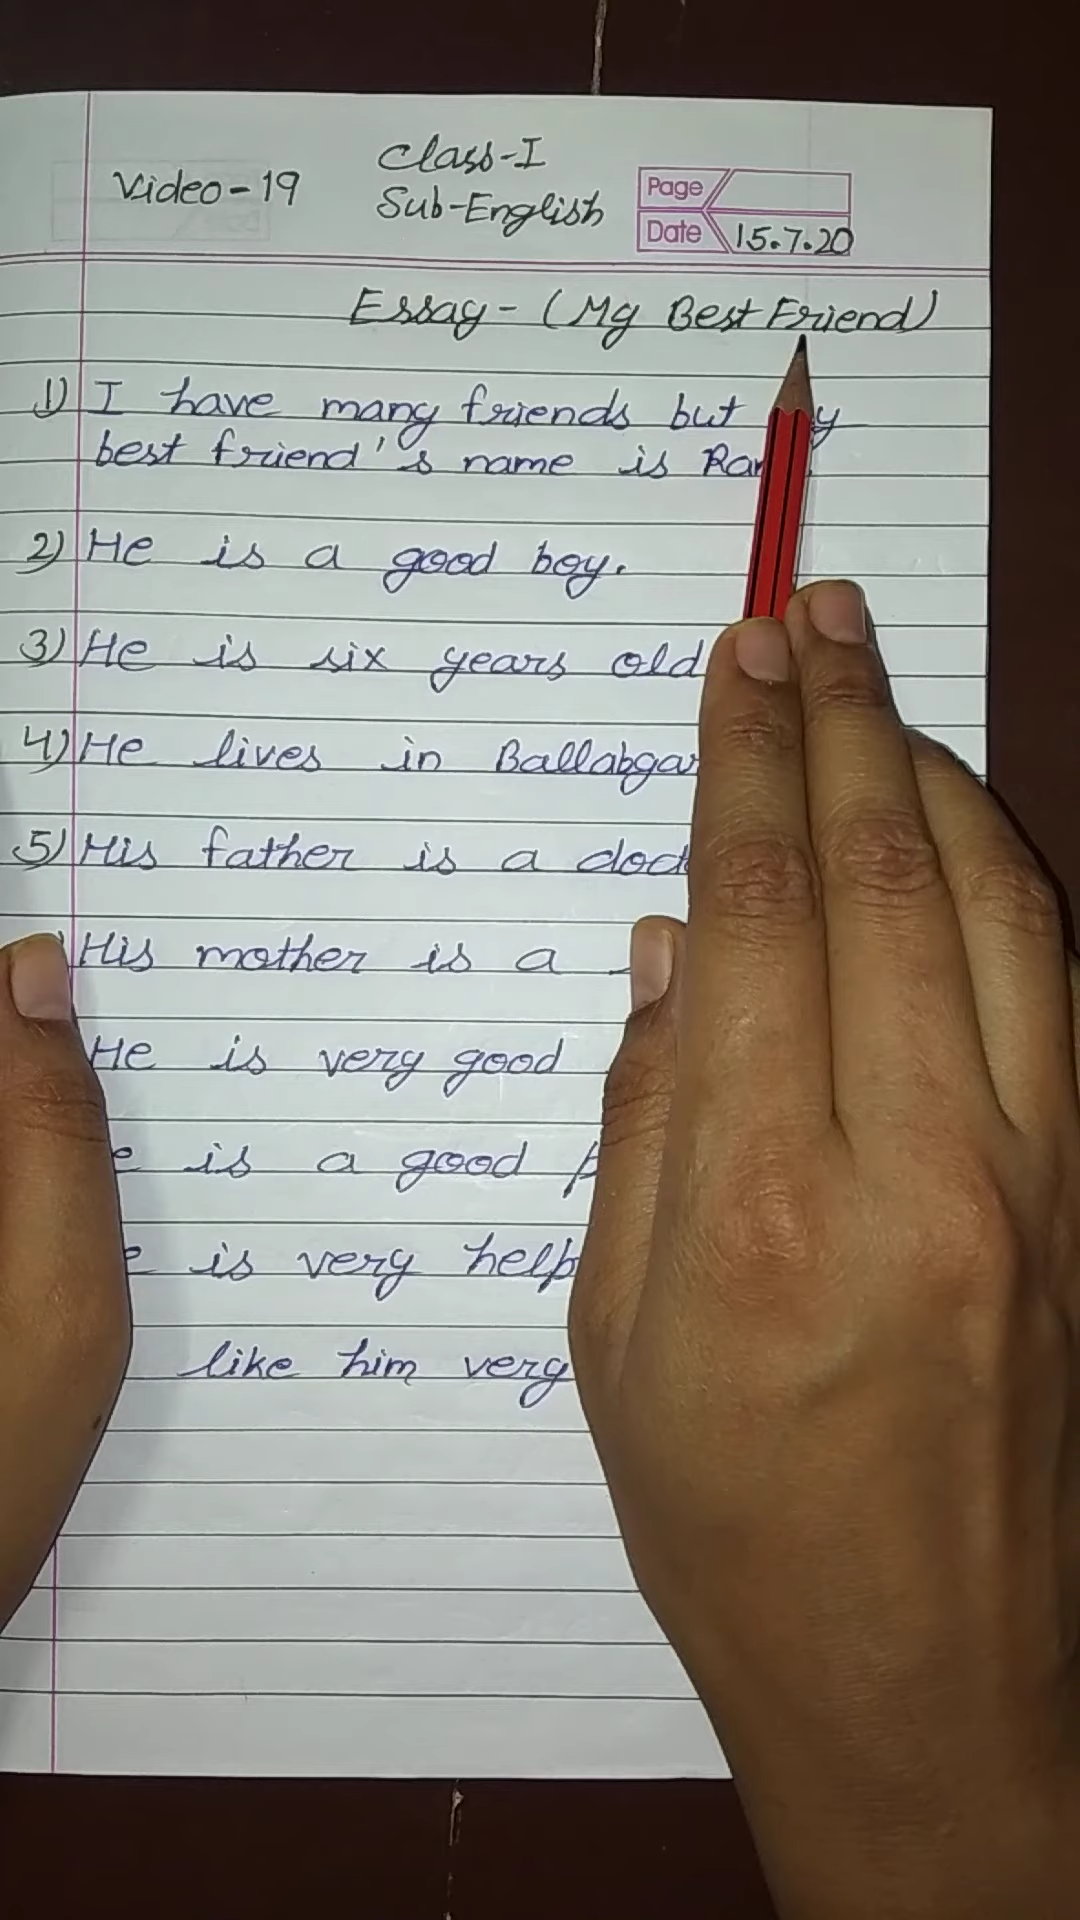 Video-19
Class-I
Sub-English
Page
Date 15.7.20
Essay-(My Best Friend)
1) I have many friends but
best friend's name is
2) He is a good boy.
3) He is six years old
4) He lives in
5) His father is a
His mother is a
He is very good
is a good
is very
like him very